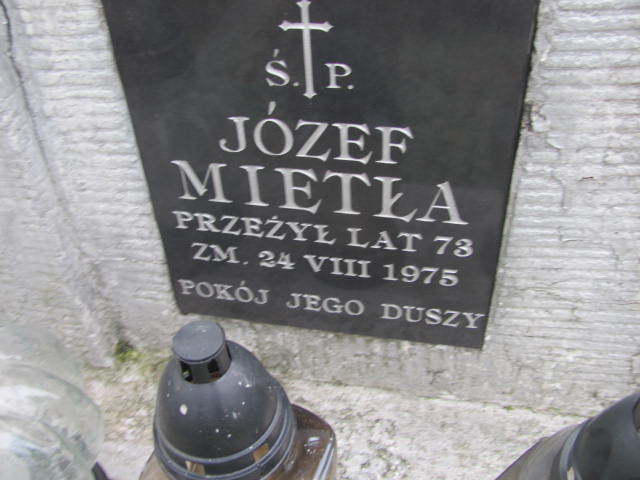 Ś. P.
JÓZEF
MIETŁA
PRZEŻYŁ LAT 73
ZM. 24 VIII 1975
POKÓJ JEGO DUSZY